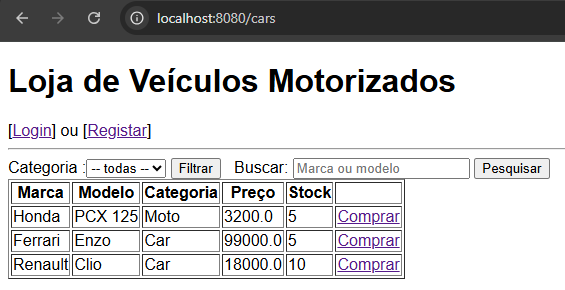 localhost:8080/cars
Loja de Veículos Motorizados
[Login] ou [Registar]
Categoria :-- todas -- Filtrar Buscar: Marca ou modelo Pesquisar
Marca Modelo Categoria Preço Stock
Honda PCX 125 Moto 3200.0 5 Comprar
Ferrari Enzo Car 99000.0 5 Comprar
Renault Clio Car 18000.0 10 Comprar